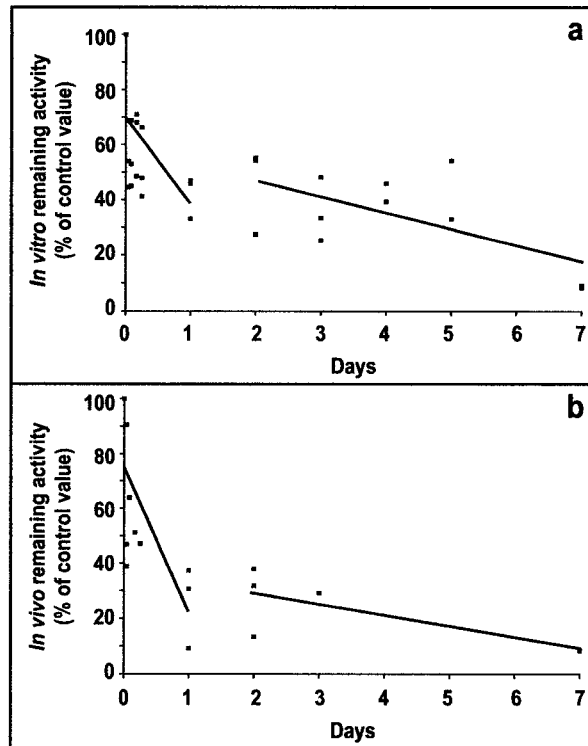 a
In vitro remaining activity
(% of control value)
100
80
60
40
20
0
0 1 2 3 4 5 6 7
Days
b
In vivo remaining activity
(% of control value)
100
80
60
40
20
0
0 1 2 3 4 5 6 7
Days